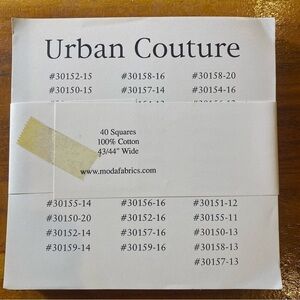 Urban Couture
#30152-15 #30158-16 #30158-20
#30150-15 #30157-14 #30154-16
40 Squares
100% Cotton
43/44" Wide
www.modafabrics.com
#30155-14 #30156-16 #30151-12
#30150-20 #30152-16 #30155-11
#30152-14 #30157-16 #30150-13
#30159-14 #30159-16 #30158-13
#30157-13